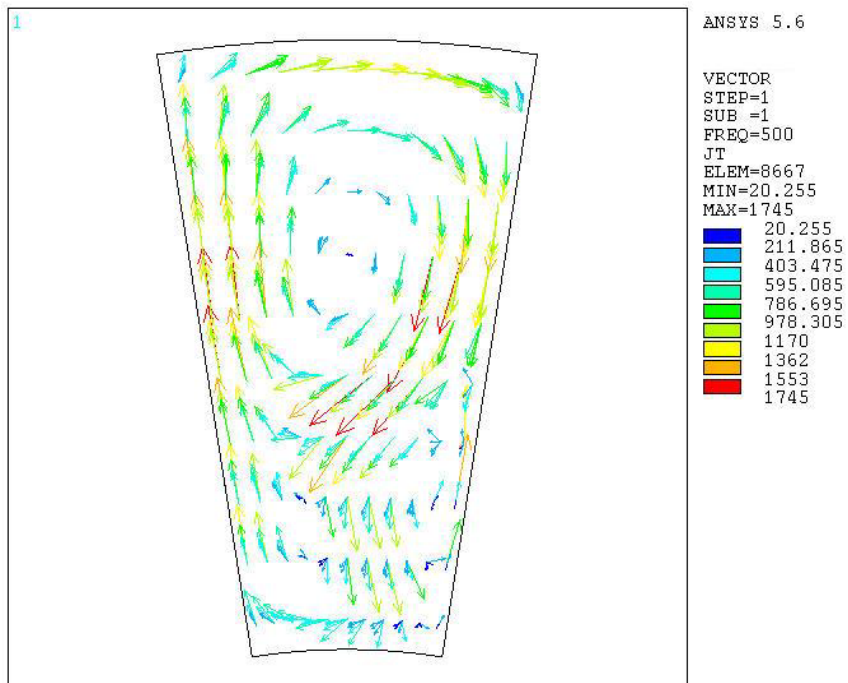 1
ANSYS 5.6
VECTOR
STEP=1
SUB =1
FREQ=500
JT
ELEM=8667
MIN=20.255
MAX=1745
20.255
211.865
403.475
595.085
786.695
978.305
1170
1362
1553
1745